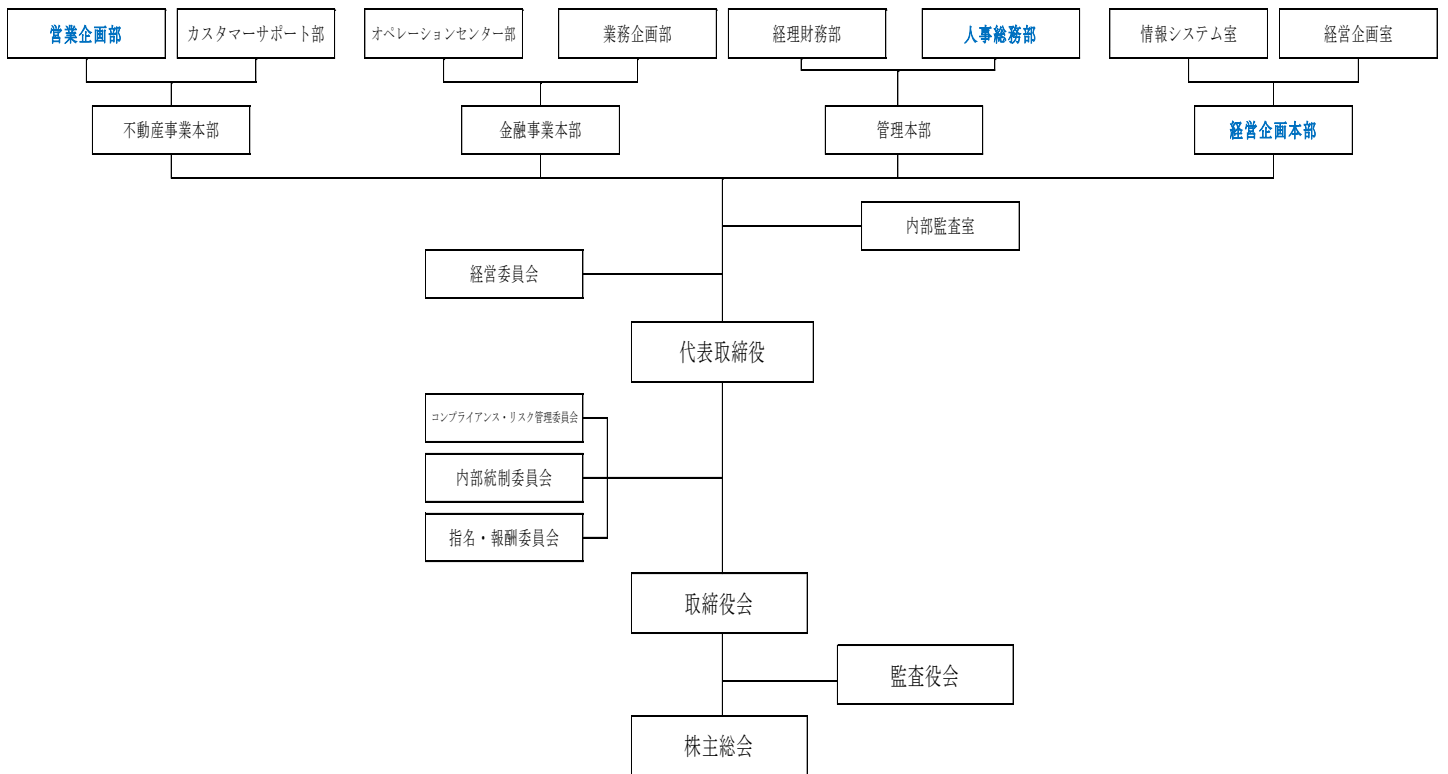 営業企画部
カスタマーサポート部
オペレーションセンター部
業務企画部
経理財務部
人事総務部
情報システム室
経営企画室
不動産事業本部
金融事業本部
管理本部
経営企画本部
内部監査室
経営委員会
代表取締役
コンプライアンス・リスク管理委員会
内部統制委員会
指名・報酬委員会
取締役会
監査役会
株主総会